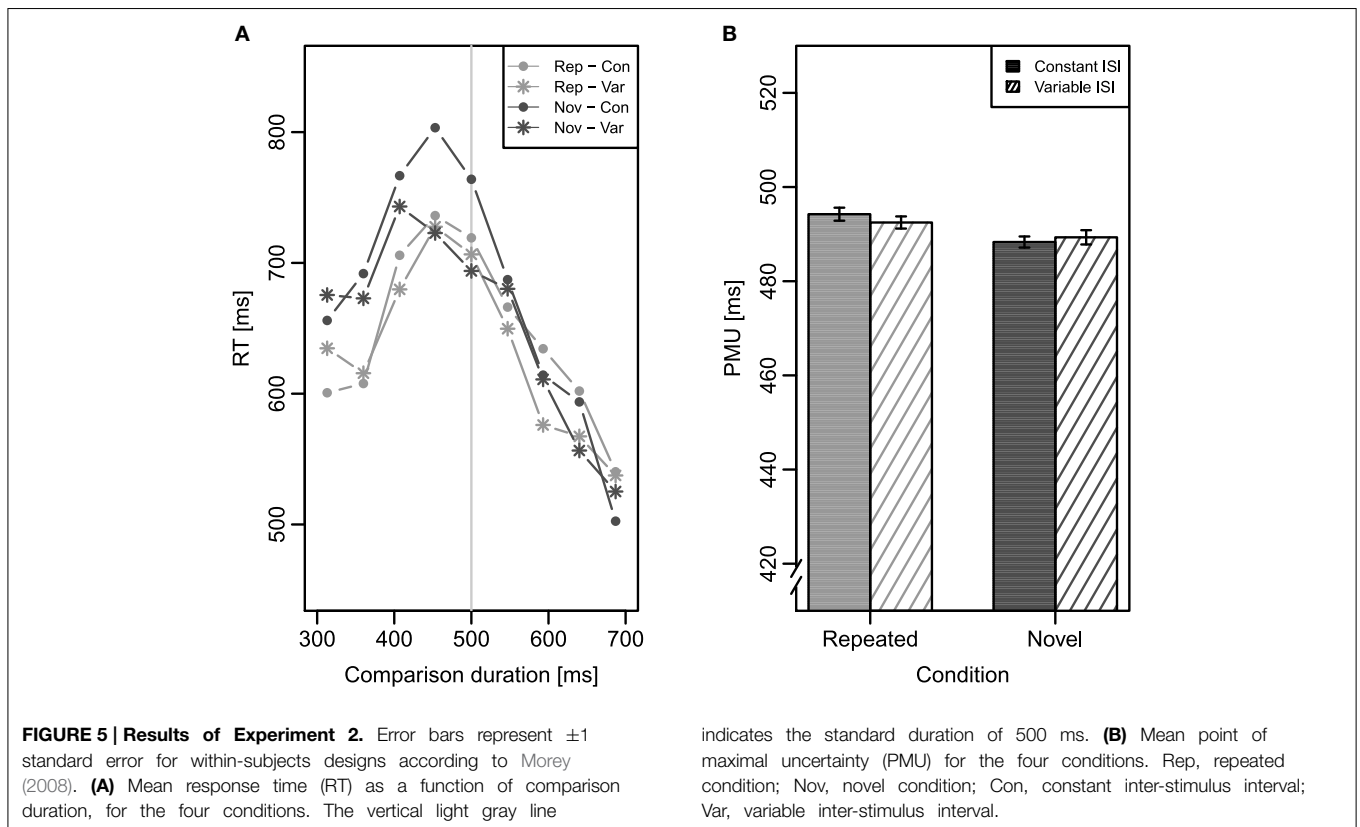 A
RT [ms]
800
700
600
500
300 400 500 600 700
Comparison duration [ms]
Rep – Con
Rep – Var
Nov – Con
Nov – Var
B
PMU [ms]
520
500
480
460
440
420
Repeated Novel
Condition
Constant ISI
Variable ISI
FIGURE 5 | Results of Experiment 2. Error bars represent ±1
standard error for within-subjects designs according to Morey
(2008). (A) Mean response time (RT) as a function of comparison
duration, for the four conditions. The vertical light gray line
indicates the standard duration of 500 ms. (B) Mean point of
maximal uncertainty (PMU) for the four conditions. Rep, repeated
condition; Nov, novel condition; Con, constant inter-stimulus interval;
Var, variable inter-stimulus interval.